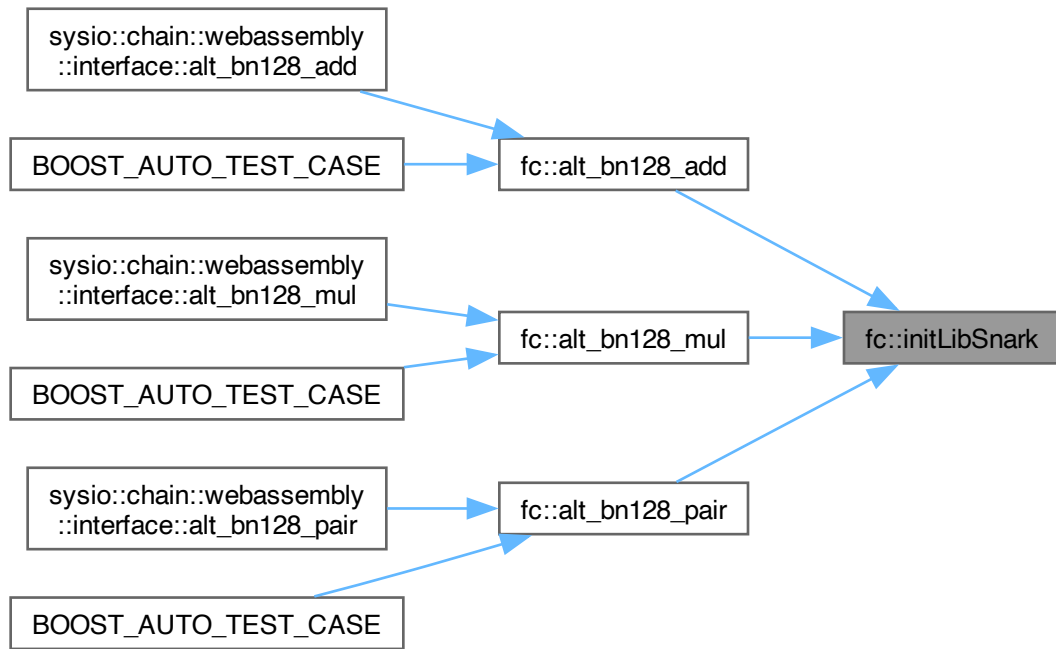 sysio::chain::webassembly
::interface::alt_bn128_add
BOOST_AUTO_TEST_CASE
fc::alt_bn128_add
sysio::chain::webassembly
::interface::alt_bn128_mul
BOOST_AUTO_TEST_CASE
fc::alt_bn128_mul
fc::initLibSnark
sysio::chain::webassembly
::interface::alt_bn128_pair
BOOST_AUTO_TEST_CASE
fc::alt_bn128_pair